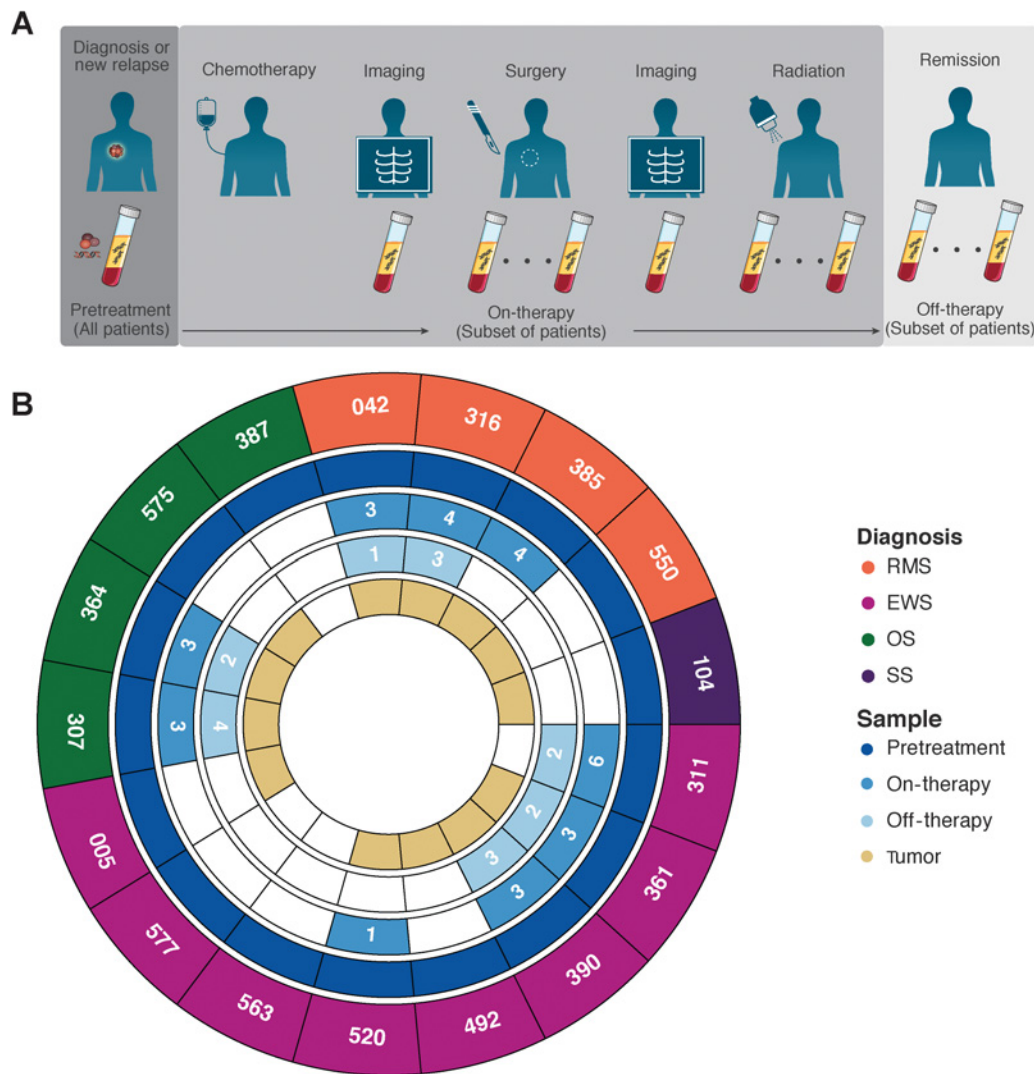 A
Diagnosis or
new relapse
Chemotherapy
Imaging
Surgery
Imaging
Radiation
Remission
Pretreatment
(All patients)
On-therapy
(Subset of patients)
Off-therapy
(Subset of patients)
B
042
316
385
550
104
311
361
390
492
520
563
577
005
307
364
575
387
3
4
4
6
3
3
1
3
3
1
3
2
2
3
4
2
Diagnosis
RMS
EWS
OS
SS
Sample
Pretreatment
On-therapy
Off-therapy
Tumor